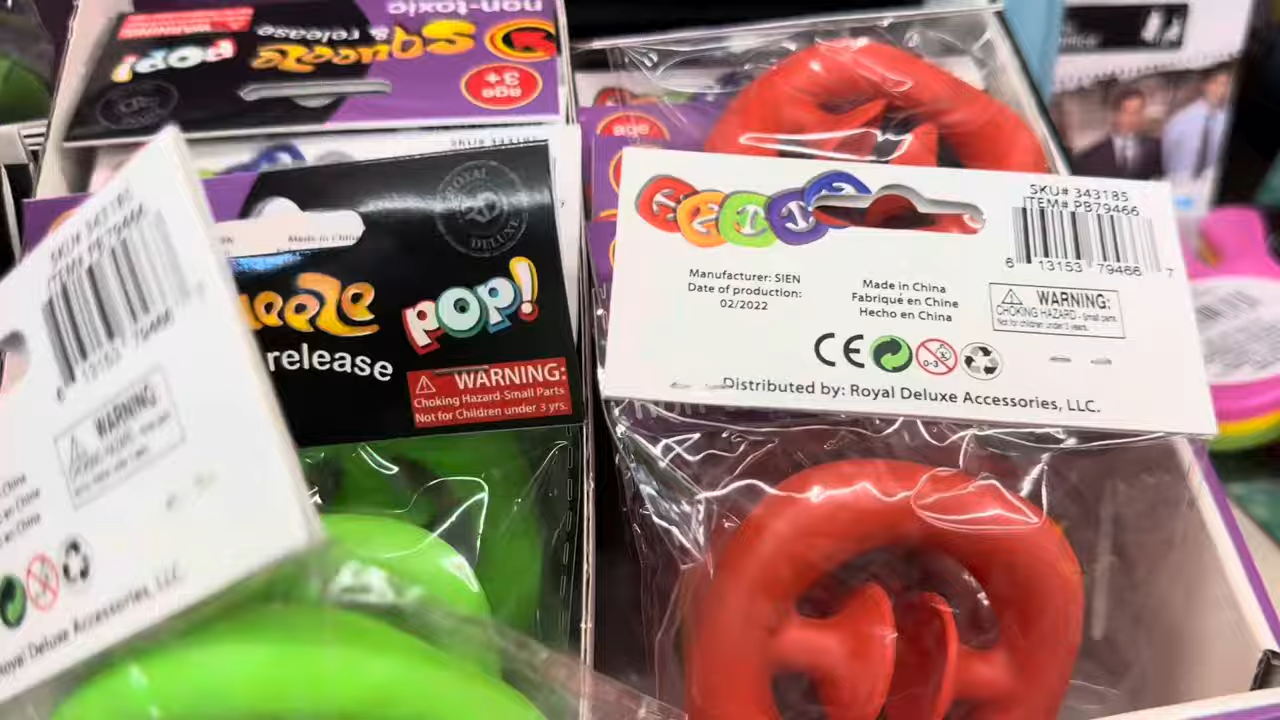 non-toxic
Squeeze
& release
POP!
WARNING:
age
3+
age
ROYAL
DELUXE
Made in China
eeze
release
POP!
WARNING:
Choking Hazard-Small Parts
Not for Children under 3 yrs.
SKU# 343185
ITEM# PB79466
6 13153 79466 7
Manufacturer: SIEN
Date of production:
02/2022
Made in China
Fabriqué en Chine
Hecho en China
WARNING:
CHOKING HAZARD - Small parts.
Not for children under 3 years.
CE
0-3
Distributed by: Royal Deluxe Accessories, LLC.
WARNING:
Royal Deluxe Accessories, LLC